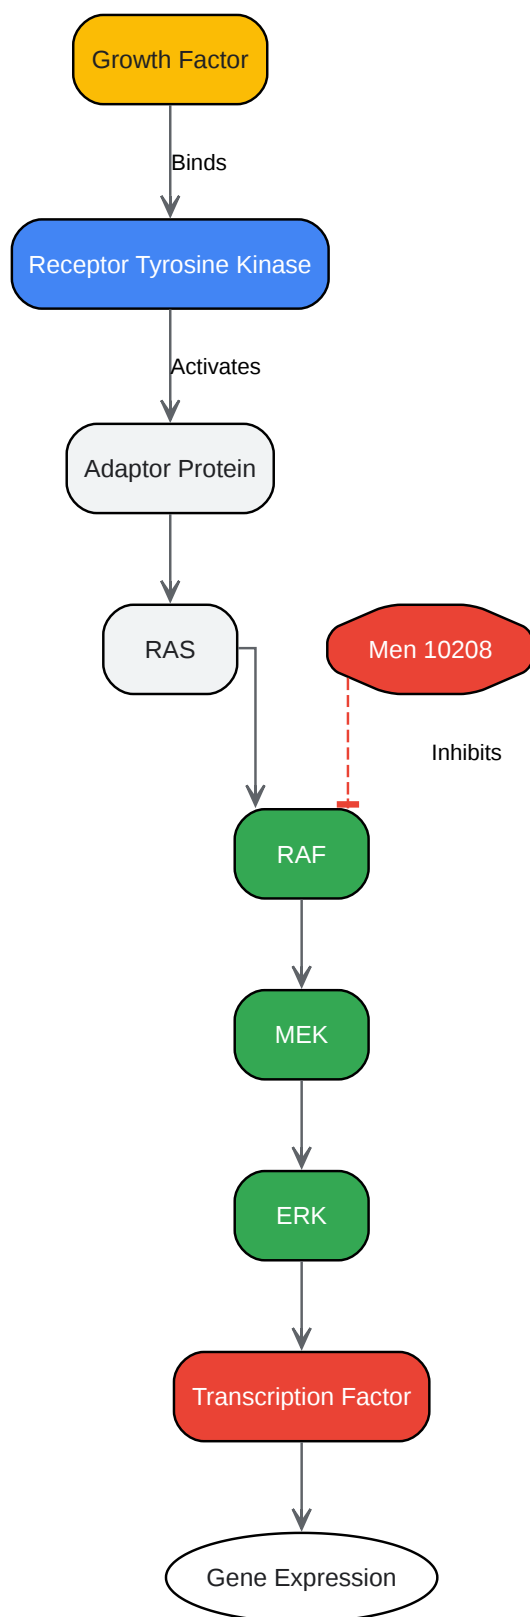 Growth Factor
Binds
Receptor Tyrosine Kinase
Activates
Adaptor Protein
RAS
Men 10208
Inhibits
RAF
MEK
ERK
Transcription Factor
Gene Expression